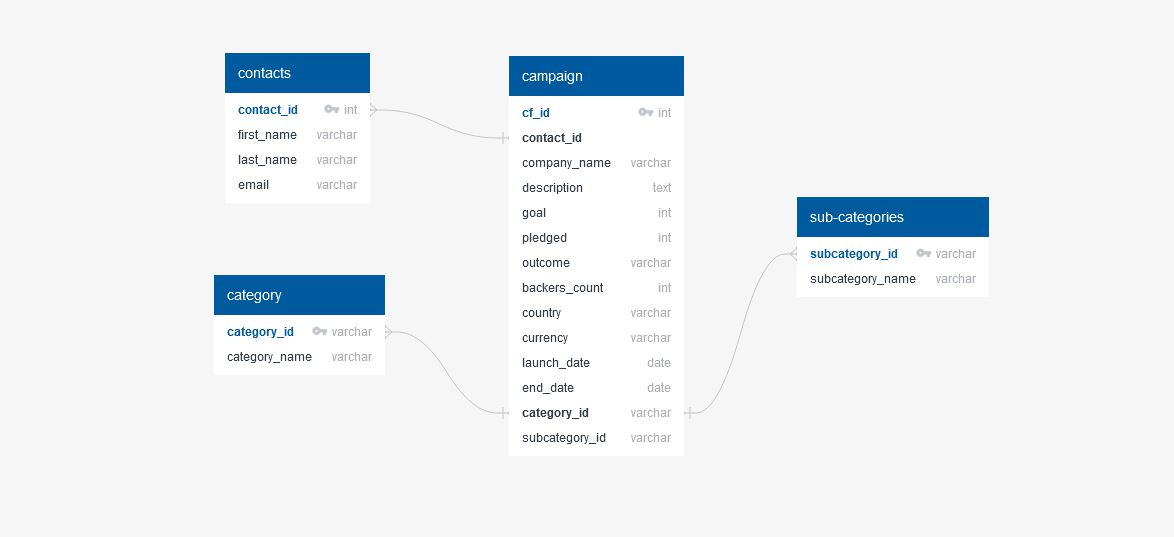 contacts
contact_id int
first_name varchar
last_name varchar
email varchar
category
category_id varchar
category_name varchar
campaign
cf_id int
contact_id
company_name varchar
description text
goal int
pledged int
outcome varchar
backers_count int
country varchar
currency varchar
launch_date date
end_date date
category_id varchar
subcategory_id varchar
sub-categories
subcategory_id varchar
subcategory_name varchar